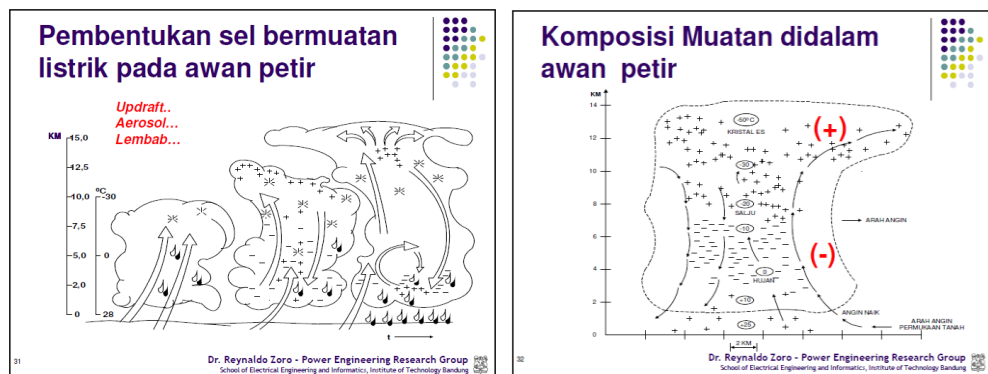 Pembentukan sel bermuatan
listrik pada awan petir
Updraft..
Aerosol...
Lembab...
KM
15,0
12,5
10,0
7,5
5,0
2,0
0
ºC
-30
0
28
t
31
Dr. Reynaldo Zoro - Power Engineering Research Group
School of Electrical Engineering and Informatics, Institute of Technology Bandung
Komposisi Muatan didalam
awan petir
KM
14
12
10
8
6
4
2
0
-50ºC
KRISTAL ES
(+)
-30
-20
SALJU
-10
ARAH ANGIN
(-)
0
HUJAN
+10
ANGIN NAIK
ARAH ANGIN
PERMUKAAN TANAH
+25
2 KM
32
Dr. Reynaldo Zoro - Power Engineering Research Group
School of Electrical Engineering and Informatics, Institute of Technology Bandung